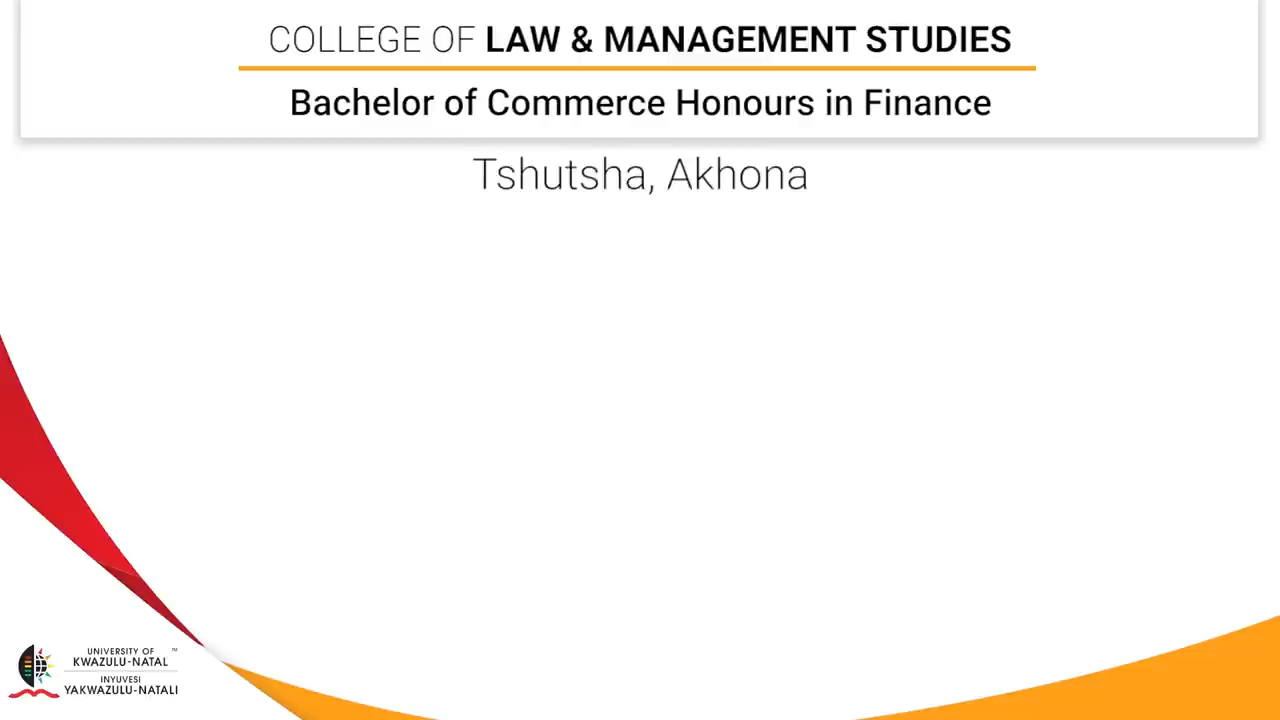 COLLEGE OF LAW & MANAGEMENT STUDIES
Bachelor of Commerce Honours in Finance
Tshutsha, Akhona
UNIVERSITY OF ™
KWAZULU-NATAL
INYUVESI
YAKWAZULU-NATALI